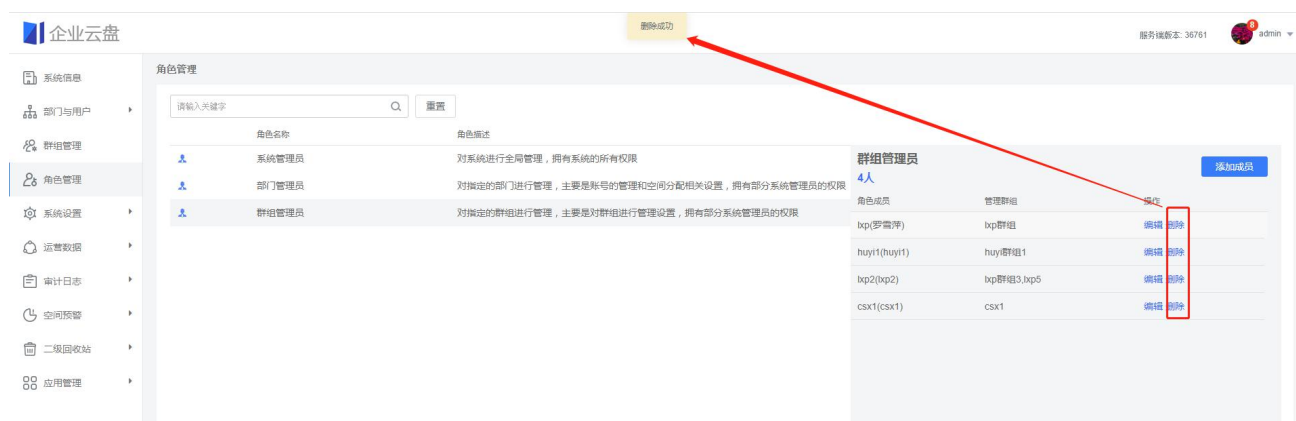 企业云盘
删除成功
服务端版本: 36761
8
admin
系统信息
部门与用户
群组管理
角色管理
系统设置
运营数据
审计日志
空间预警
二级回收站
应用管理
角色管理
请输入关键字
重置
角色名称 角色描述
系统管理员 对系统进行全局管理，拥有系统的所有权限
部门管理员 对指定的部门进行管理，主要是账号的管理和空间分配相关设置，拥有部分系统管理员的权限
群组管理员 对指定的群组进行管理，主要是对群组进行管理设置，拥有部分系统管理员的权限
群组管理员
4人
添加成员
角色成员 管理群组 操作
lxp(罗雪萍) lxp群组 编辑 删除
huyi1(huyi1) huyi群组1 编辑 删除
lxp2(lxp2) lxp群组3,lxp5 编辑 删除
csx1(csx1) csx1 编辑 删除